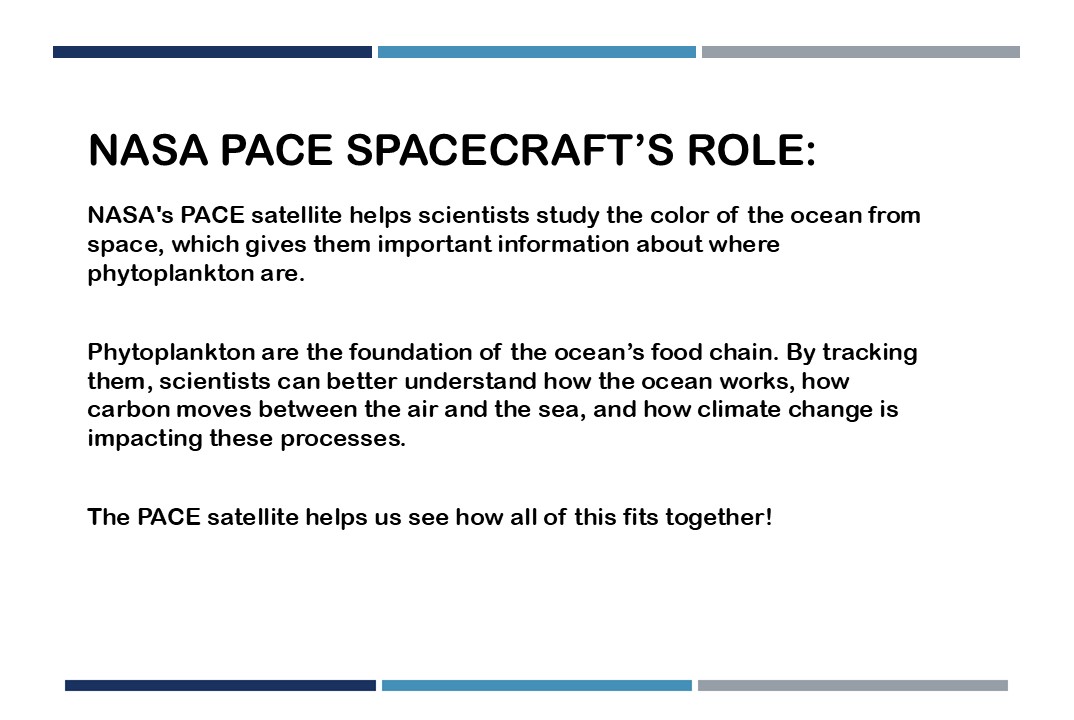 NASA PACE SPACECRAFT’S ROLE:
NASA's PACE satellite helps scientists study the color of the ocean from
space, which gives them important information about where
phytoplankton are.
Phytoplankton are the foundation of the ocean’s food chain. By tracking
them, scientists can better understand how the ocean works, how
carbon moves between the air and the sea, and how climate change is
impacting these processes.
The PACE satellite helps us see how all of this fits together!